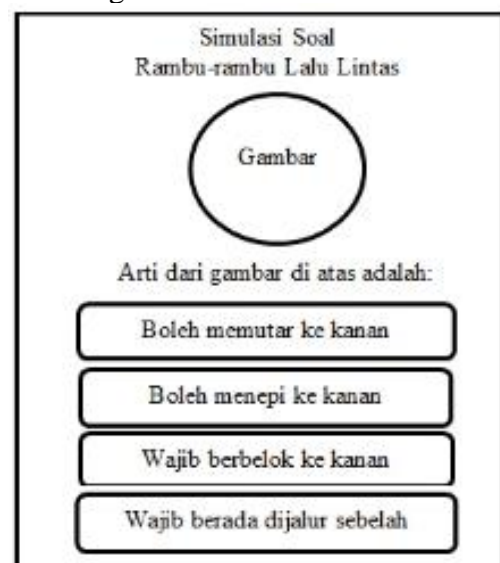 Simulasi Soal
Rambu-rambu Lalu Lintas
Gambar
Arti dari gambar di atas adalah:
Boleh memutar ke kanan
Boleh menepi ke kanan
Wajib berbelok ke kanan
Wajib berada dijalur sebelah